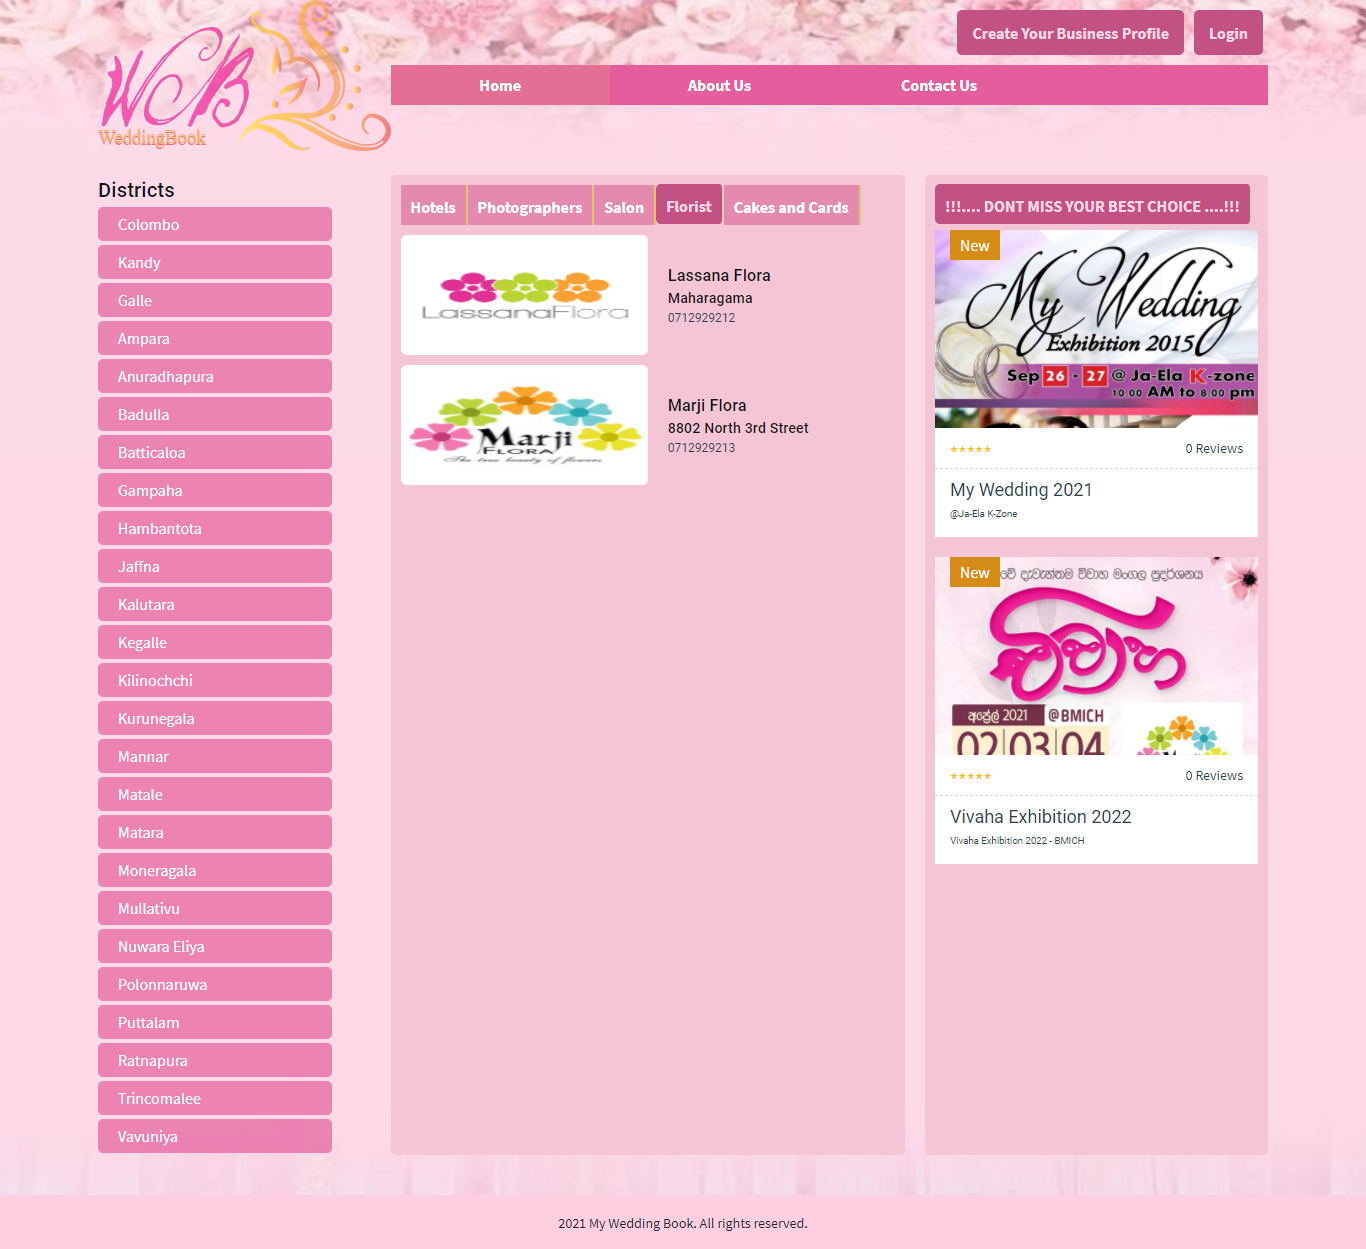 Create Your Business Profile
Login
WCB
WeddingBook
Home
About Us
Contact Us
Districts
Colombo
Kandy
Galle
Ampara
Anuradhapura
Badulla
Batticaloa
Gampaha
Hambantota
Jaffna
Kalutara
Kegalle
Kilinochchi
Kurunegala
Mannar
Matale
Matara
Moneragala
Mullativu
Nuwara Eliya
Polonnaruwa
Puttalam
Ratnapura
Trincomalee
Vavuniya
Hotels
Photographers
Salon
Florist
Cakes and Cards
LassanaFlora
Lassana Flora
Maharagama
0712929212
Marji
FLORA
The true beauty of flowers
Marji Flora
8802 North 3rd Street
0712929213
!!!.... DONT MISS YOUR BEST CHOICE ....!!!
New
My Wedding
Exhibition 2015
Sep 26 - 27 @ Ja-Ela K-zone
10.00 AM to 8.00 pm
0 Reviews
My Wedding 2021
@Ja-Ela K-Zone
New
දැවැන්තම විවාහ මංගල ප්‍රදර්ශනය
විවාහ
අප්‍රේල් 2021 @BMICH
02 03 04
0 Reviews
Vivaha Exhibition 2022
Vivaha Exhibition 2022 - BMICH
2021 My Wedding Book. All rights reserved.